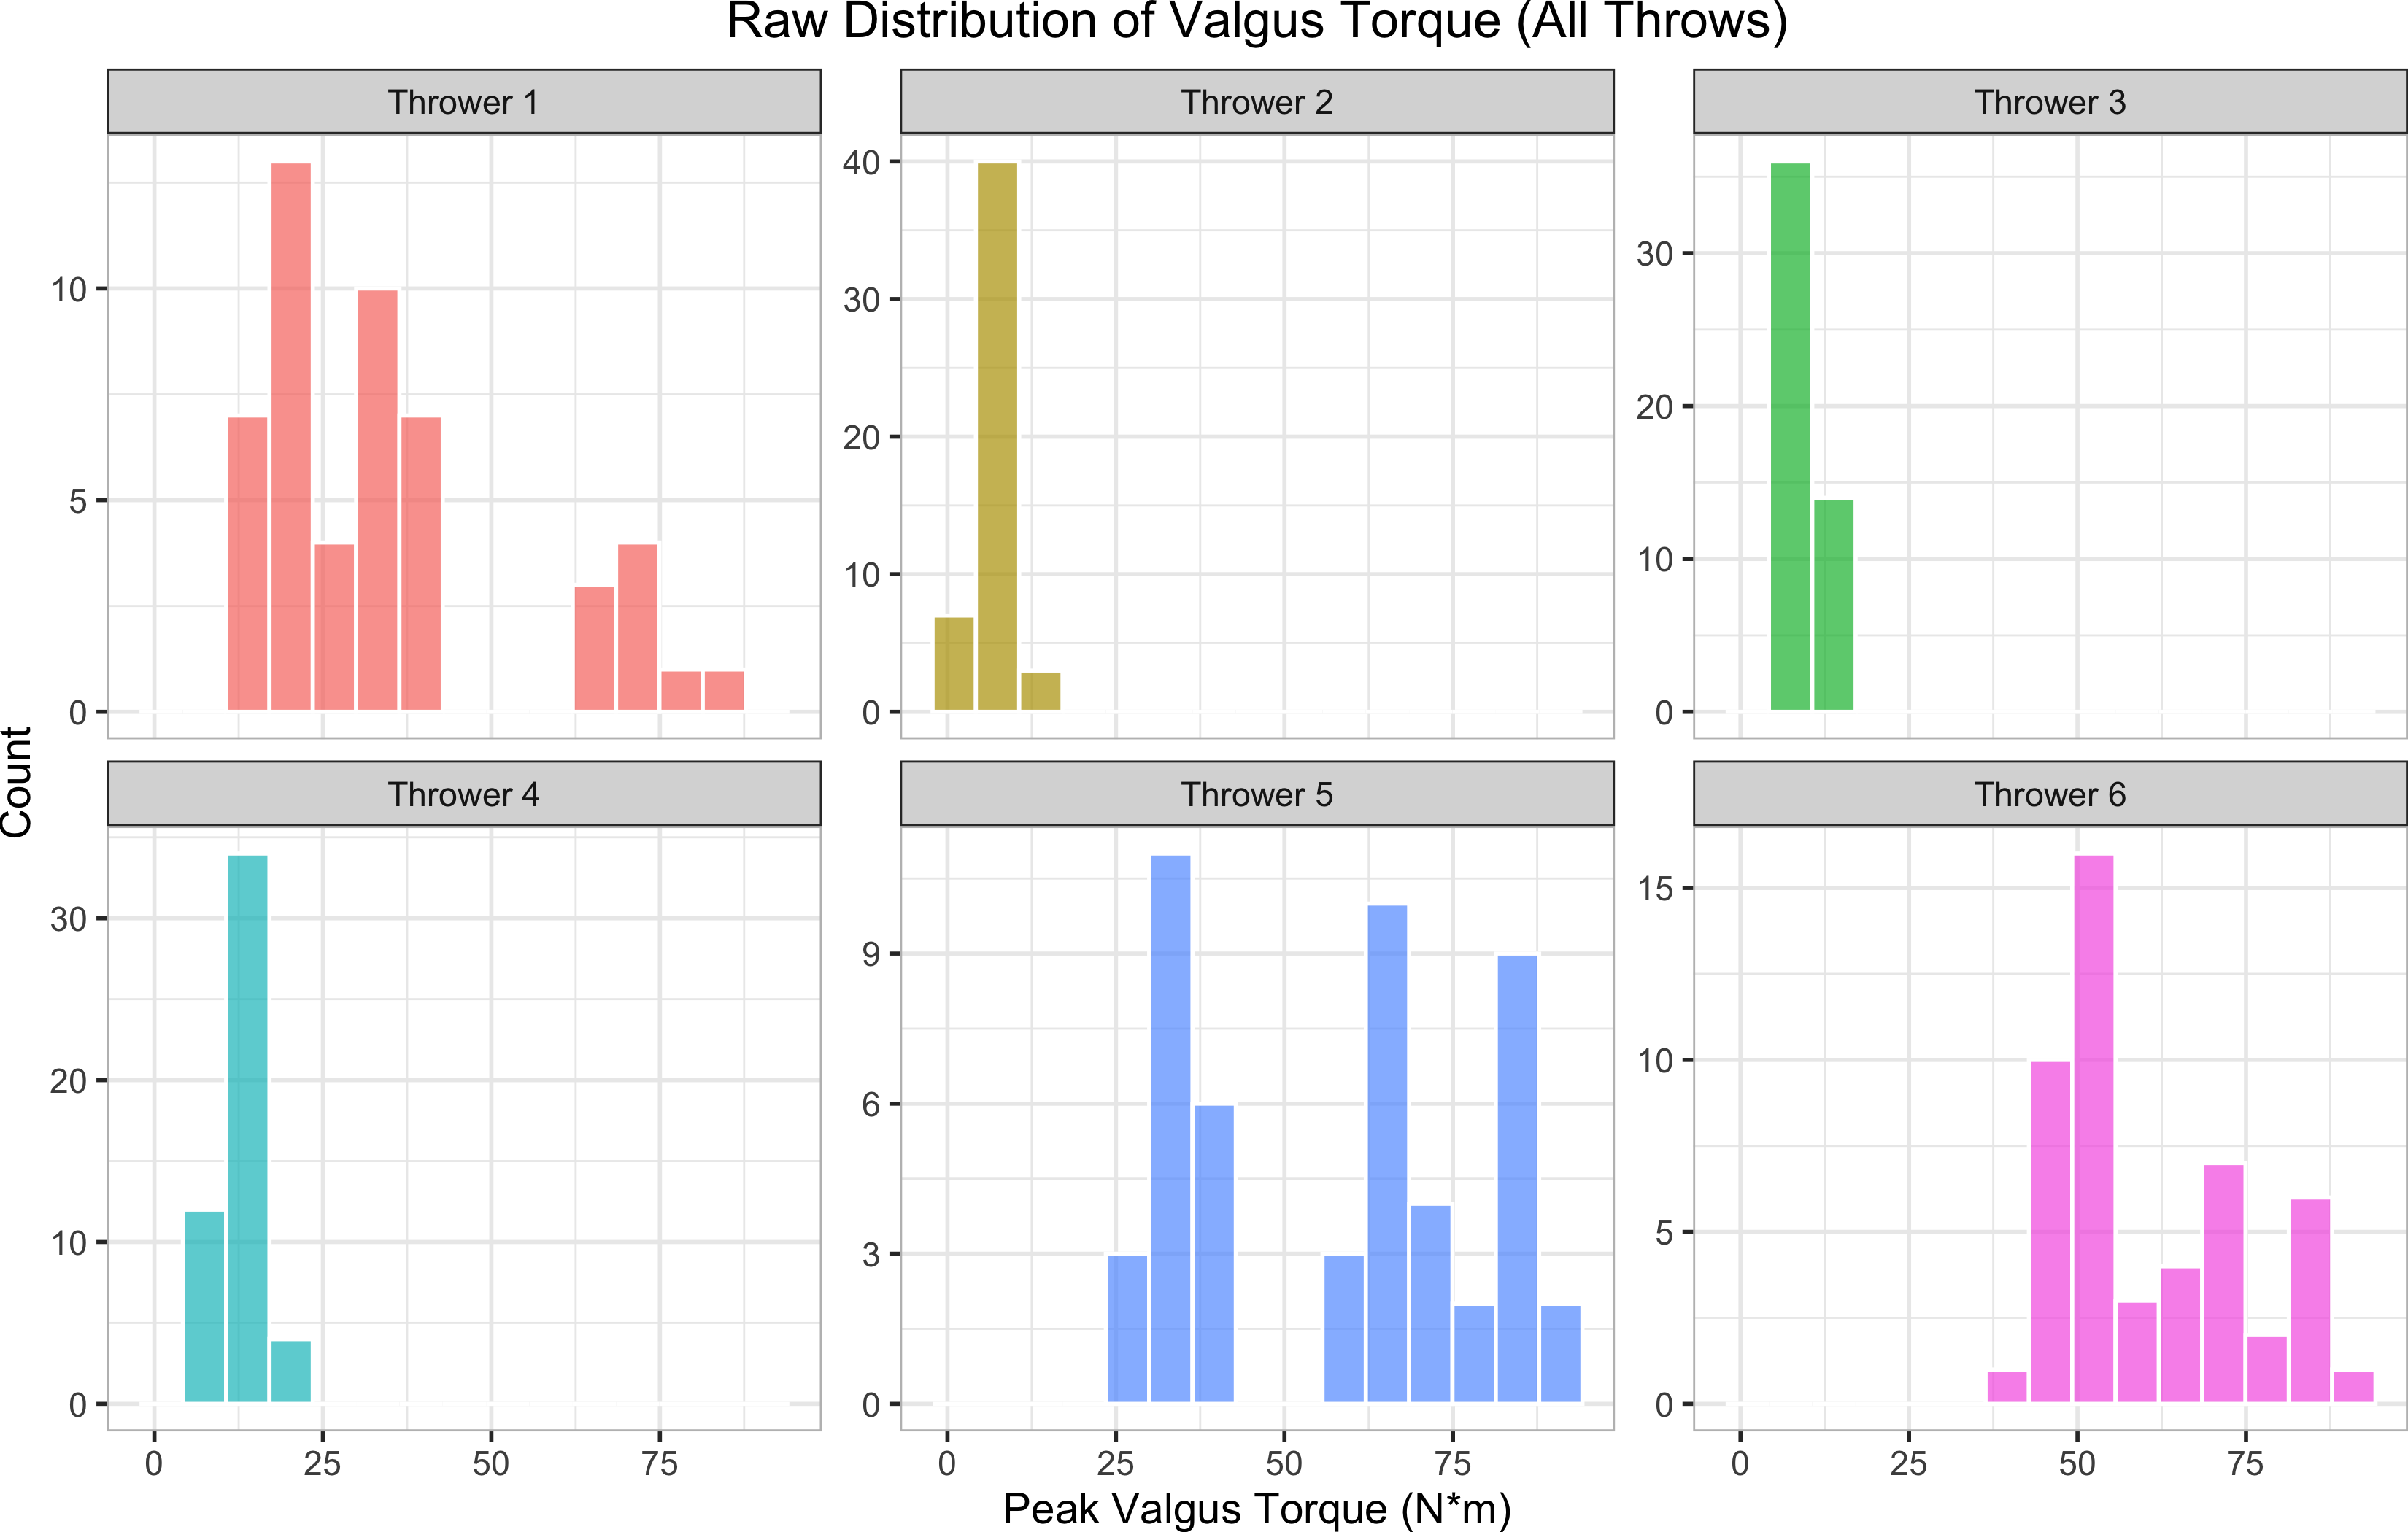 Raw Distribution of Valgus Torque (All Throws)
Thrower 1
Thrower 2
Thrower 3
10
5
0
40
30
20
10
0
30
20
10
0
Count
Thrower 4
Thrower 5
Thrower 6
30
20
10
0
9
6
3
0
15
10
5
0
0 25 50 75
0 25 50 75
0 25 50 75
Peak Valgus Torque (N*m)